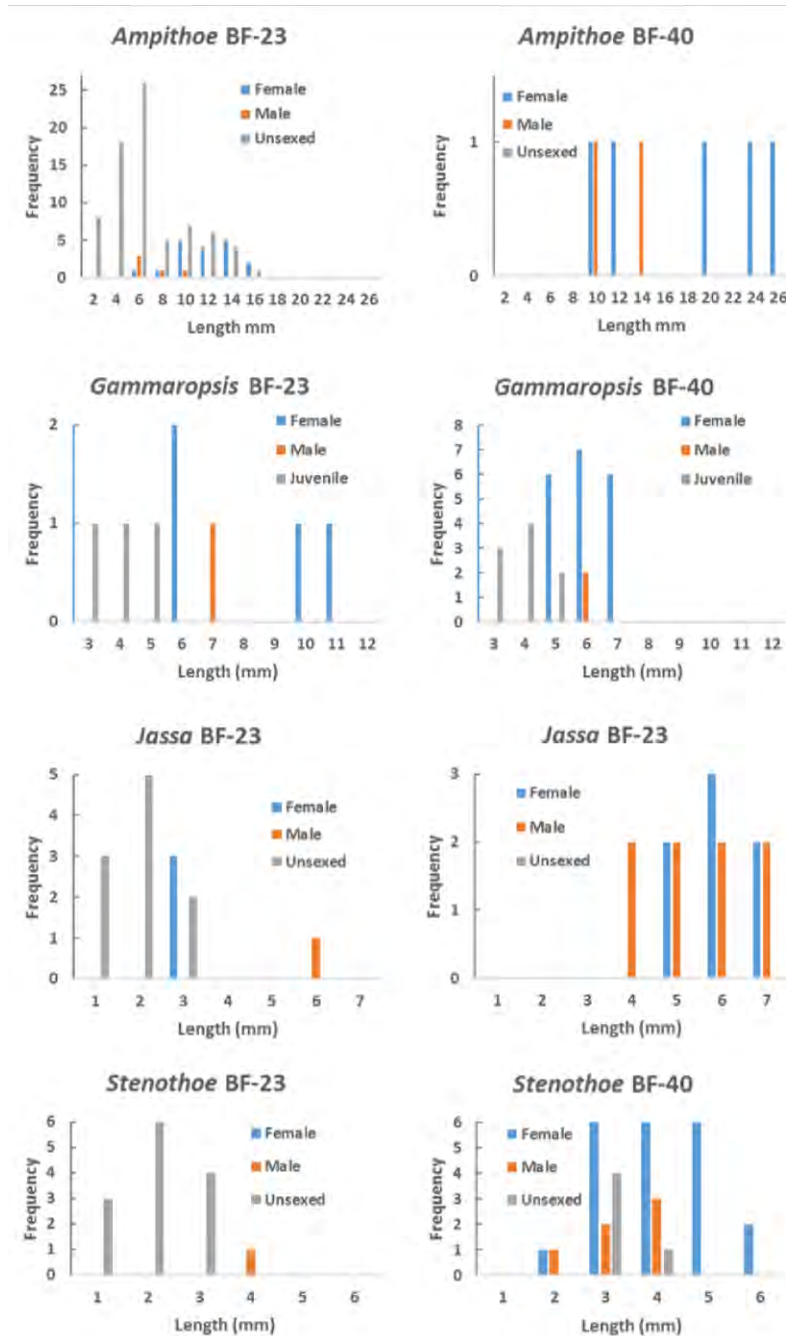 Ampithoe BF-23
Frequency
25
20
15
10
5
0
Female
Male
Unsexed
2 4 6 8 10 12 14 16 18 20 22 24 26
Length mm
Ampithoe BF-40
Frequency
1
0
Female
Male
Unsexed
2 4 6 8 10 12 14 16 18 20 22 24 26
Length mm
Gammaropsis BF-23
Frequency
2
1
0
Female
Male
Juvenile
3 4 5 6 7 8 9 10 11 12
Length (mm)
Gammaropsis BF-40
Frequency
8
7
6
5
4
3
2
1
0
Female
Male
Juvenile
3 4 5 6 7 8 9 10 11 12
Length (mm)
Jassa BF-23
Frequency
5
4
3
2
1
0
Female
Male
Unsexed
1 2 3 4 5 6 7
Length (mm)
Jassa BF-23
Frequency
3
2
1
0
Female
Male
Unsexed
1 2 3 4 5 6 7
Length (mm)
Stenothoe BF-23
Frequency
6
5
4
3
2
1
0
Female
Male
Unsexed
1 2 3 4 5 6
Length (mm)
Stenothoe BF-40
Frequency
6
5
4
3
2
1
0
Female
Male
Unsexed
1 2 3 4 5 6
Length (mm)